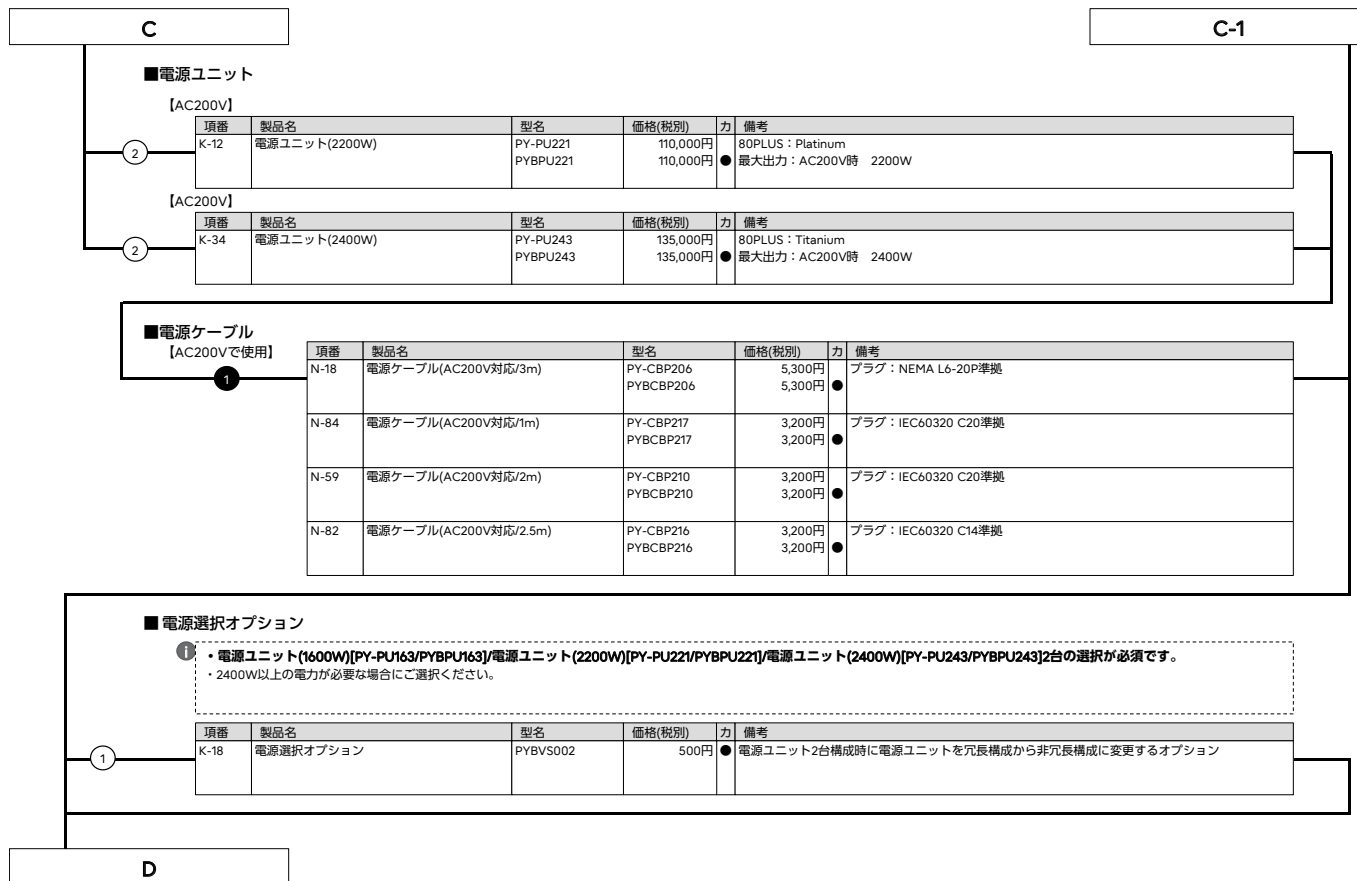 C
C-1
■電源ユニット
【AC200V】
項番 製品名 型名 価格(税別) カ 備考
② K-12 電源ユニット(2200W) PY-PU221 110,000円 80PLUS：Platinum
PYBPU221 110,000円 ● 最大出力：AC200V時 2200W
【AC200V】
項番 製品名 型名 価格(税別) カ 備考
② K-34 電源ユニット(2400W) PY-PU243 135,000円 80PLUS：Titanium
PYBPU243 135,000円 ● 最大出力：AC200V時 2400W
■電源ケーブル
【AC200Vで使用】
項番 製品名 型名 価格(税別) カ 備考
❶ N-18 電源ケーブル(AC200V対応/3m) PY-CBP206 5,300円 プラグ：NEMA L6-20P準拠
PYBCBP206 5,300円 ●
N-84 電源ケーブル(AC200V対応/1m) PY-CBP217 3,200円 プラグ：IEC60320 C20準拠
PYBCBP217 3,200円 ●
N-59 電源ケーブル(AC200V対応/2m) PY-CBP210 3,200円 プラグ：IEC60320 C20準拠
PYBCBP210 3,200円 ●
N-82 電源ケーブル(AC200V対応/2.5m) PY-CBP216 3,200円 プラグ：IEC60320 C14準拠
PYBCBP216 3,200円 ●
■ 電源選択オプション
・電源ユニット(1600W)[PY-PU163/PYBPU163]/電源ユニット(2200W)[PY-PU221/PYBPU221]/電源ユニット(2400W)[PY-PU243/PYBPU243]2台の選択が必須です。
・2400W以上の電力が必要な場合にご選択ください。
項番 製品名 型名 価格(税別) カ 備考
① K-18 電源選択オプション PYBVS002 500円 ● 電源ユニット2台構成時に電源ユニットを冗長構成から非冗長構成に変更するオプション
D